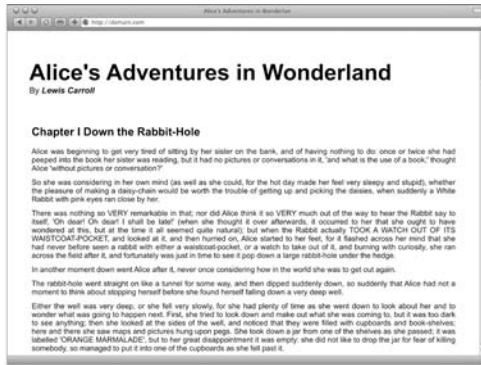 Alice's Adventures in Wonderlan
http://demurn.com
Alice's Adventures in Wonderland
By Lewis Carroll
Chapter I Down the Rabbit-Hole
Alice was beginning to get very tired of sitting by her sister on the bank, and of having nothing to do: once or twice she had
peeped into the book her sister was reading, but it had no pictures or conversations in it, 'and what is the use of a book,' thought
Alice 'without pictures or conversation?'
So she was considering in her own mind (as well as she could, for the hot day made her feel very sleepy and stupid), whether
the pleasure of making a daisy-chain would be worth the trouble of getting up and picking the daisies, when suddenly a White
Rabbit with pink eyes ran close by her.
There was nothing so VERY remarkable in that; nor did Alice think it so VERY much out of the way to hear the Rabbit say to
itself, 'Oh dear! Oh dear! I shall be late!' (when she thought it over afterwards, it occurred to her that she ought to have
wondered at this, but at the time it all seemed quite natural); but when the Rabbit actually TOOK A WATCH OUT OF ITS
WAISTCOAT-POCKET, and looked at it, and then hurried on, Alice started to her feet, for it flashed across her mind that she
had never before seen a rabbit with either a waistcoat-pocket, or a watch to take out of it, and burning with curiosity, she ran
across the field after it, and fortunately was just in time to see it pop down a large rabbit-hole under the hedge.
In another moment down went Alice after it, never once considering how in the world she was to get out again.
The rabbit-hole went straight on like a tunnel for some way, and then dipped suddenly down, so suddenly that Alice had not a
moment to think about stopping herself before she found herself falling down a very deep well.
Either the well was very deep, or she fell very slowly, for she had plenty of time as she went down to look about her and to
wonder what was going to happen next. First, she tried to look down and make out what she was coming to, but it was too dark
to see anything; then she looked at the sides of the well, and noticed that they were filled with cupboards and book-shelves;
here and there she saw maps and pictures hung upon pegs. She took down a jar from one of the shelves as she passed; it was
labelled 'ORANGE MARMALADE', but to her great disappointment it was empty: she did not like to drop the jar for fear of killing
somebody, so managed to put it into one of the cupboards as she fell past it.